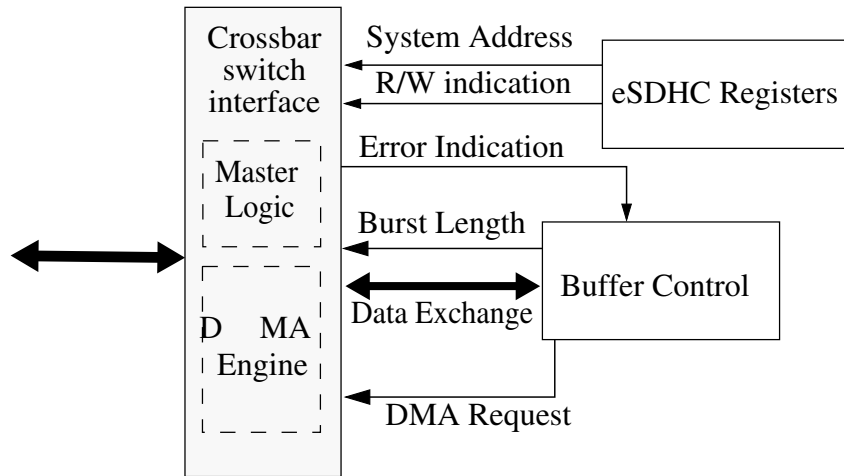 Crossbar
switch
interface
System Address
R/W indication
eSDHC Registers
Error Indication
Master
Logic
Burst Length
Buffer Control
Data Exchange
D MA
Engine
DMA Request